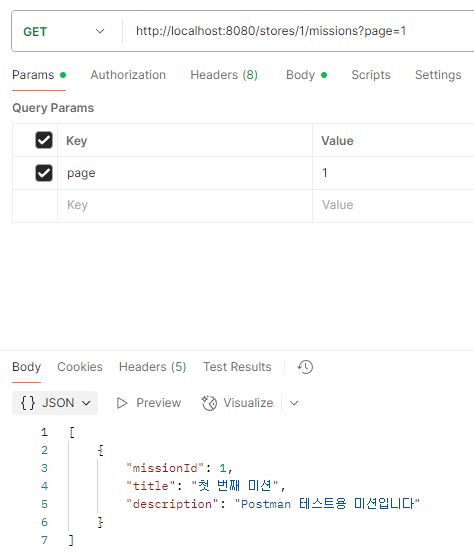 GET http://localhost:8080/stores/1/missions?page=1
Params Authorization Headers (8) Body Scripts Settings
Query Params
Key Value
page 1
Key Value
Body Cookies Headers (5) Test Results
{} JSON Preview Visualize
1 [
2 {
3 "missionId": 1,
4 "title": "첫 번째 미션",
5 "description": "Postman 테스트용 미션입니다"
6 }
7 ]